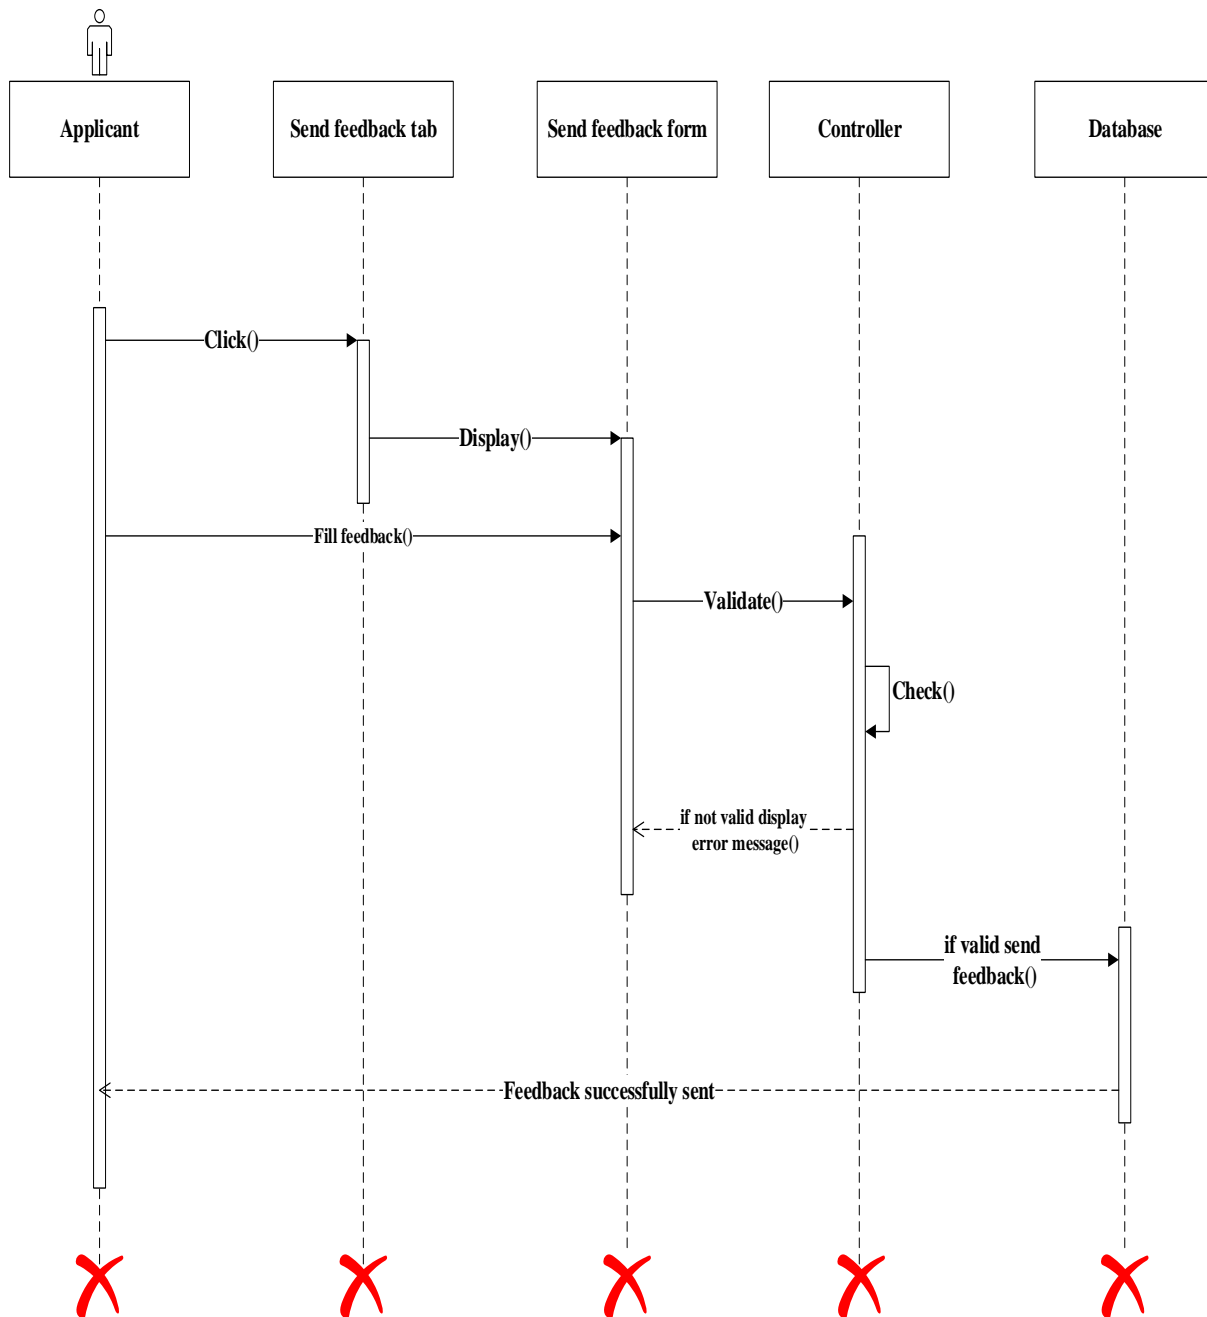 Applicant
Send feedback tab
Send feedback form
Controller
Database
Click()
Display()
Fill feedback()
Validate()
Check()
if not valid display
error message()
if valid send
feedback()
Feedback successfully sent